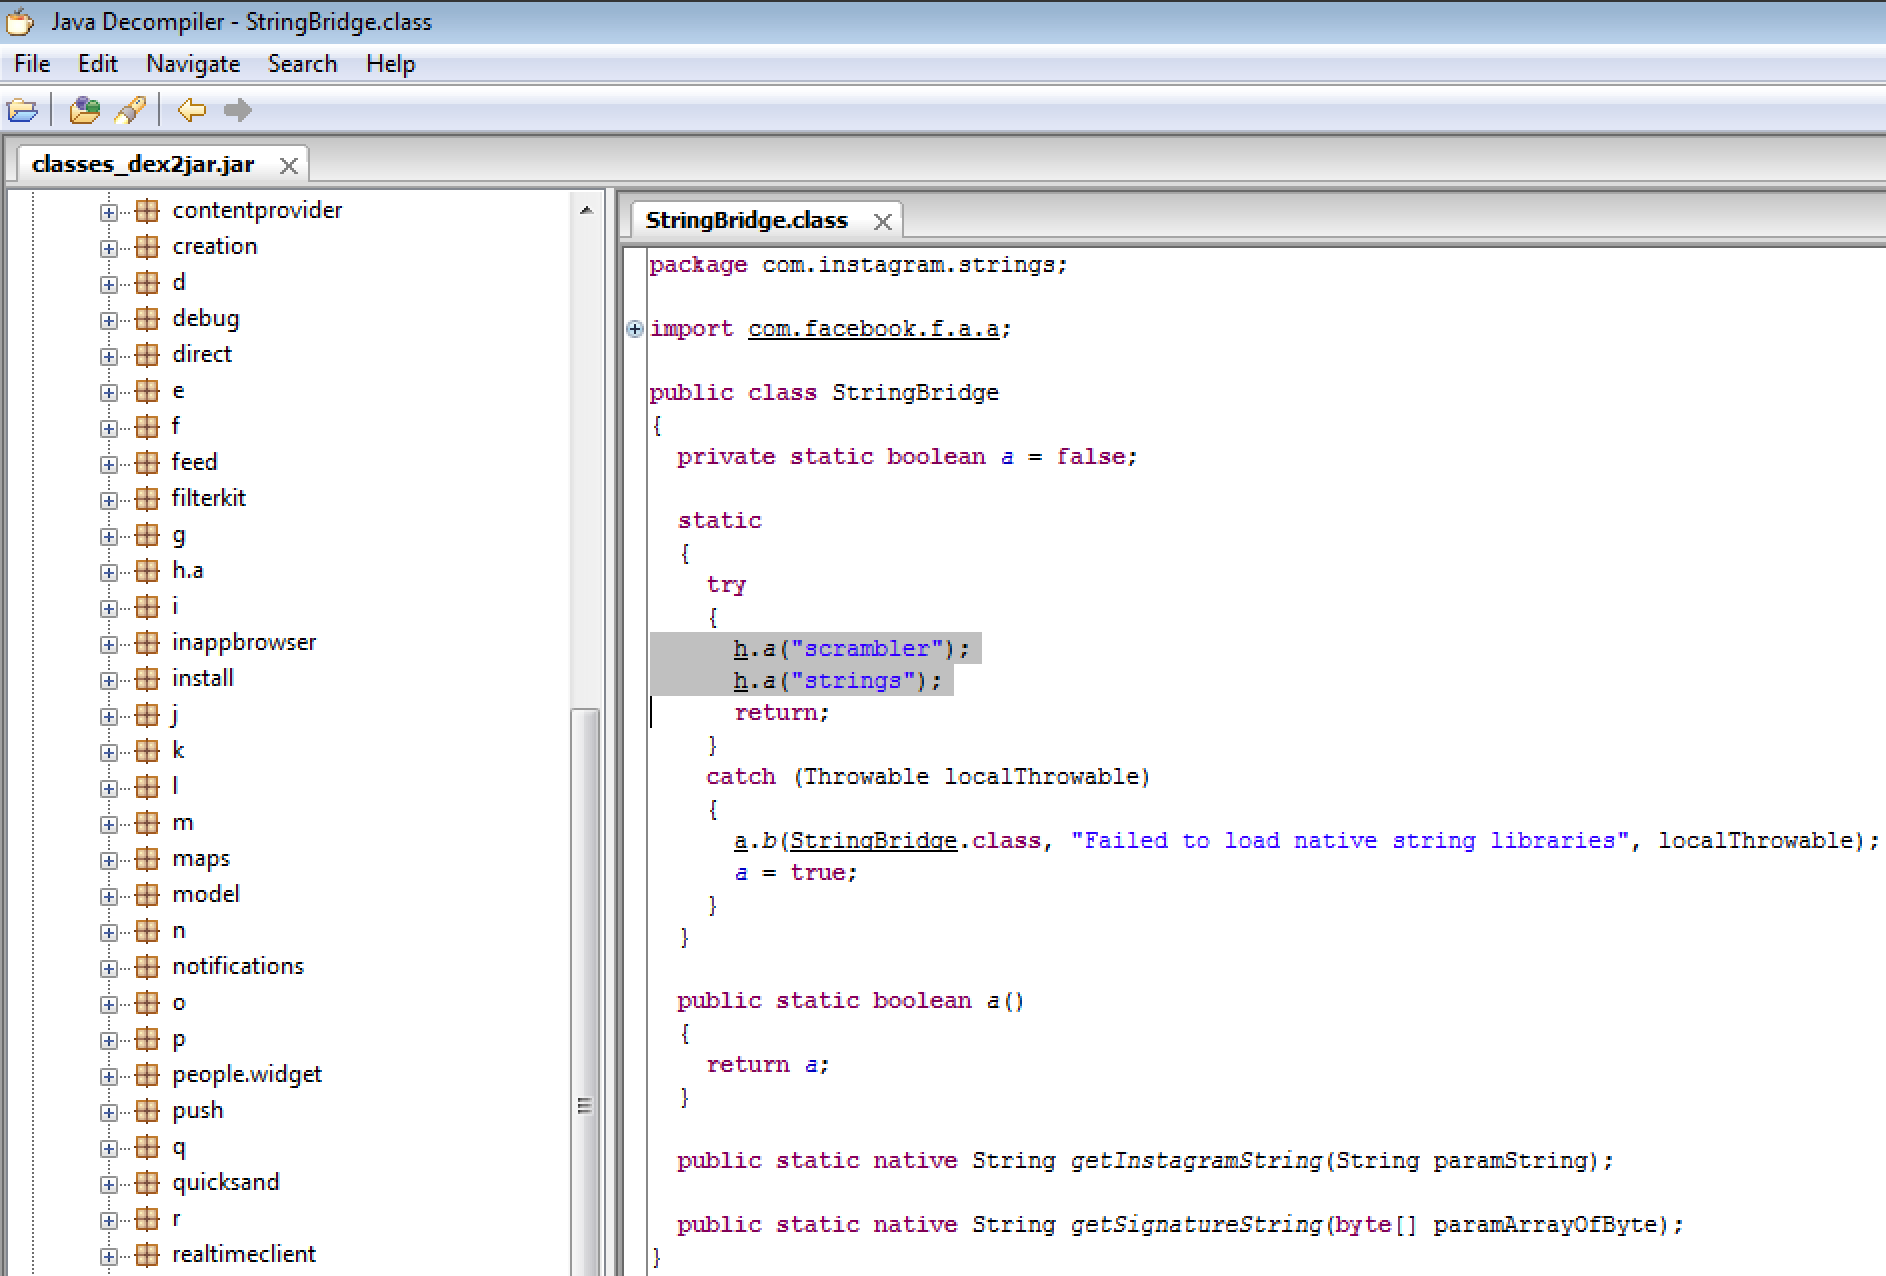 Java Decompiler - StringBridge.class
File Edit Navigate Search Help
classes_dex2jar.jar
contentprovider
creation
d
debug
direct
e
f
feed
filterkit
g
h.a
i
inappbrowser
install
j
k
l
m
maps
model
n
notifications
o
p
people.widget
push
q
quicksand
r
realtimeclient
StringBridge.class
package com.instagram.strings;
import com.facebook.f.a.a;
public class StringBridge
{
private static boolean a = false;
static
{
try
{
h.a("scrambler");
h.a("strings");
return;
}
catch (Throwable localThrowable)
{
a.b(StringBridge.class, "Failed to load native string libraries", localThrowable);
a = true;
}
}
public static boolean a()
{
return a;
}
public static native String getInstagramString(String paramString);
public static native String getSignatureString(byte[] paramArrayOfByte);
}